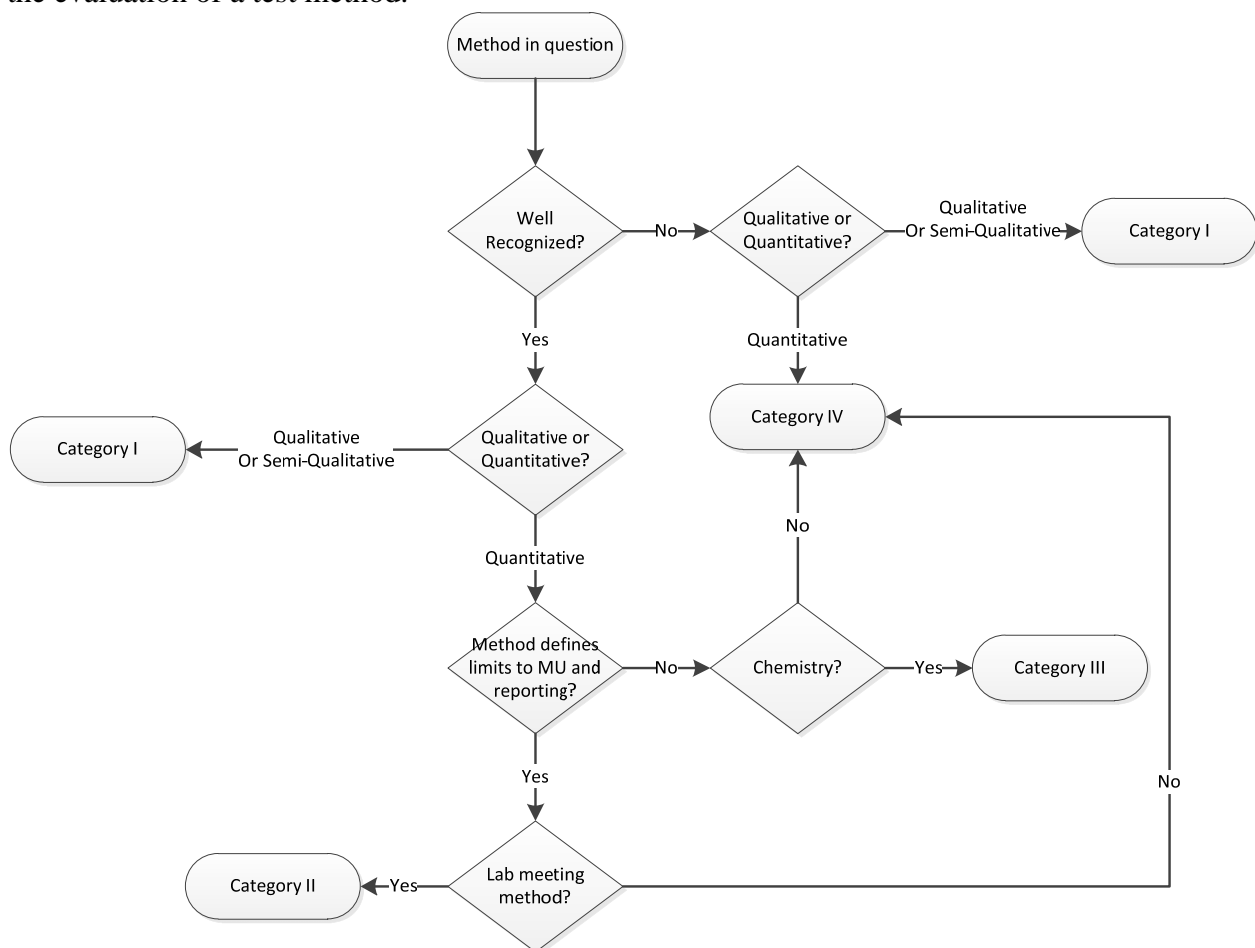 the evaluation of a test method.
Method in question
Well
Recognized?
No
Qualitative or
Quantitative?
Qualitative
Or Semi-Qualitative
Category I
Yes
Quantitative
Category I
Qualitative
Or Semi-Qualitative
Qualitative or
Quantitative?
Category IV
Quantitative
No
Method defines
limits to MU and
reporting?
No
Chemistry?
Yes
Category III
Yes
No
Category II
Yes
Lab meeting
method?